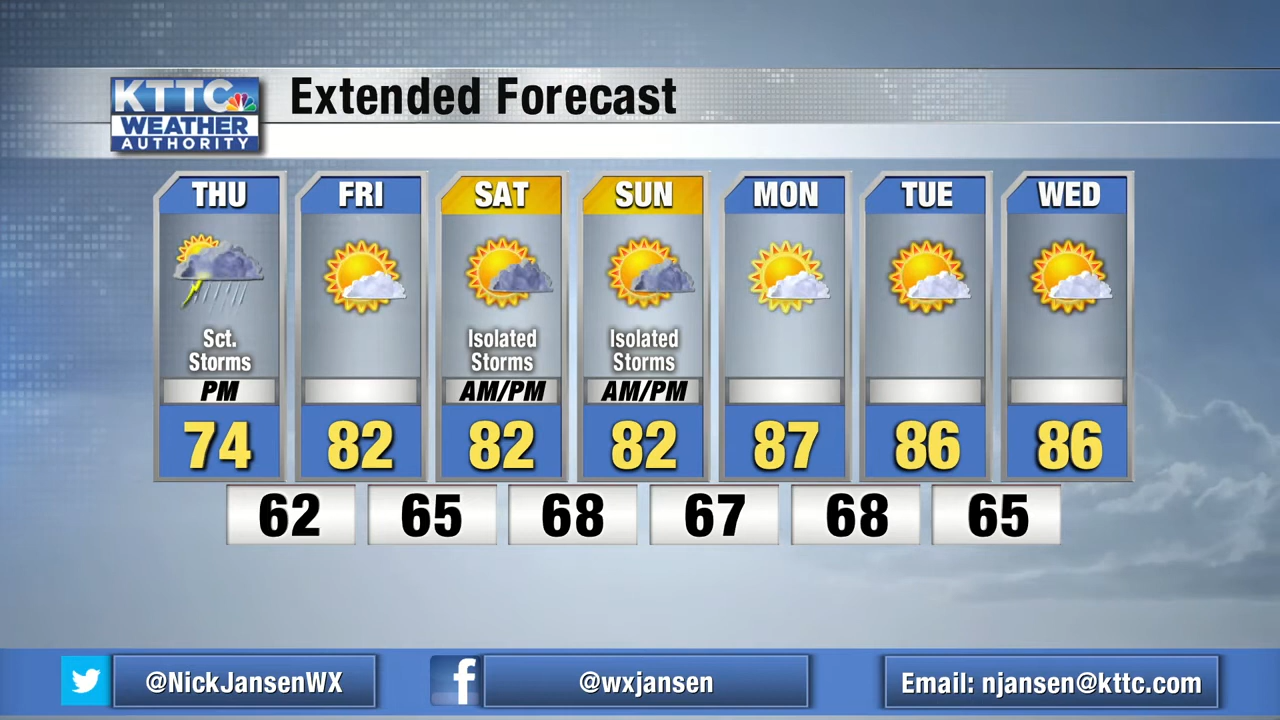 KTTC
WEATHER
AUTHORITY
Extended Forecast
THU
FRI
SAT
SUN
MON
TUE
WED
Sct.
Storms
Isolated
Storms
Isolated
Storms
PM
AM/PM
AM/PM
74
82
82
82
87
86
86
62
65
68
67
68
65
@NickJansenWX
f
@wxjansen
Email: njansen@kttc.com